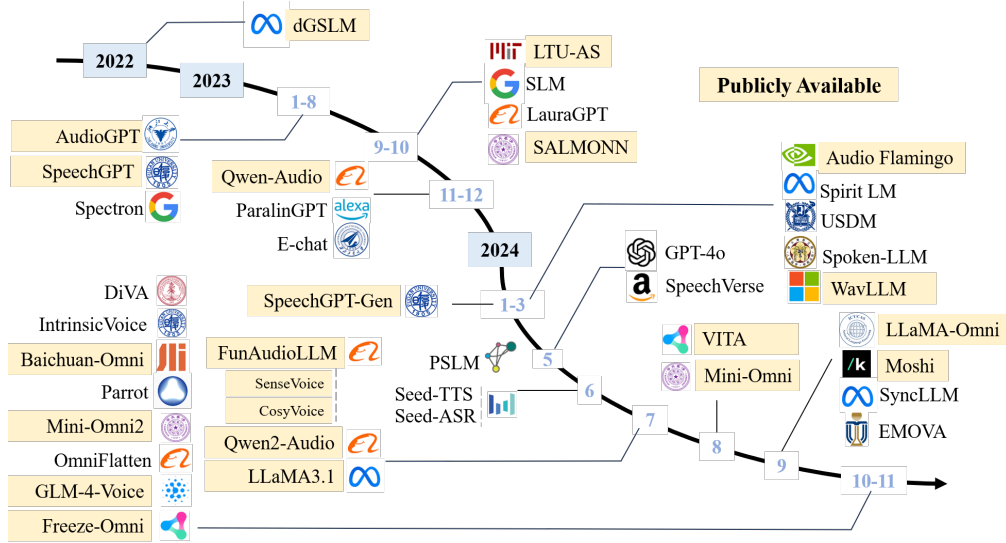 dGSLM
2022
2023
Publicly Available
LTU-AS
SLM
LauraGPT
SALMONN
1-8
AudioGPT
SpeechGPT
Spectron
9-10
Qwen-Audio
ParalinGPT
alexa
E-chat
11-12
2024
Audio Flamingo
Spirit LM
USDM
Spoken-LLM
WavLLM
GPT-4o
SpeechVerse
SpeechGPT-Gen
1-3
DiVA
IntrinsicVoice
Baichuan-Omni
Parrot
Mini-Omni2
OmniFlatten
GLM-4-Voice
Freeze-Omni
FunAudioLLM
SenseVoice
CosyVoice
Qwen2-Audio
LLaMA3.1
PSLM
Seed-TTS
Seed-ASR
5
6
7
VITA
Mini-Omni
8
LLaMA-Omni
Moshi
SyncLLM
EMOVA
9
10-11